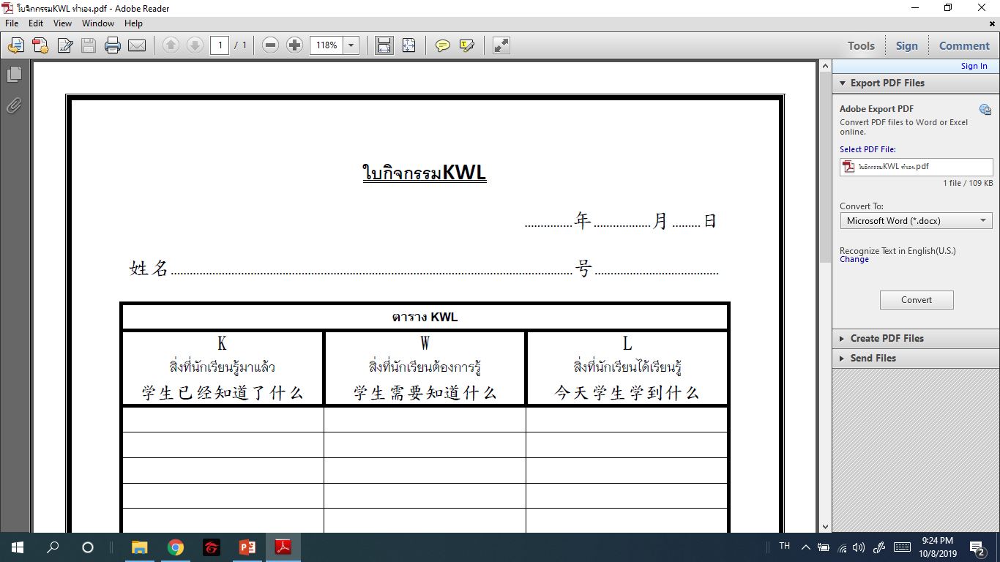 ใบกิจกรรมKWL ทำเอง.pdf - Adobe Reader
File Edit View Window Help
1 / 1 118% Tools Sign Comment
Sign In
Export PDF Files
Adobe Export PDF
Convert PDF files to Word or Excel
online.
Select PDF File:
ใบกิจกรรมKWL ทำเอง.pdf
1 file / 109 KB
Convert To:
Microsoft Word (*.docx)
Recognize Text in English(U.S.)
Change
Convert
Create PDF Files
Send Files
ใบกิจกรรมKWL
...............年..................月.........日
姓名...............................................................................................................................号.......................................
ตาราง KWL
K
สิ่งที่นักเรียนรู้มาแล้ว
学生已经知道了什么
W
สิ่งที่นักเรียนต้องการรู้
学生需要知道什么
L
สิ่งที่นักเรียนได้เรียนรู้
今天学生学到什么
TH
9:24 PM
10/8/2019
2